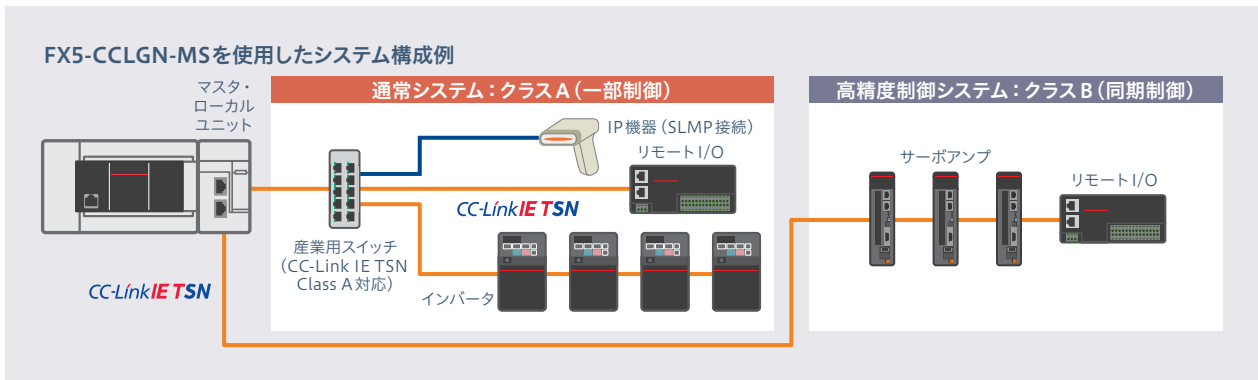 FX5-CCLGN-MSを使用したシステム構成例
マスタ・
ローカル
ユニット
通常システム：クラスA（一部制御）
IP機器（SLMP接続）
リモートI/O
CC-Link IE TSN
産業用スイッチ
（CC-Link IE TSN
Class A対応）
インバータ
CC-Link IE TSN
高精度制御システム：クラスB（同期制御）
サーボアンプ
リモートI/O